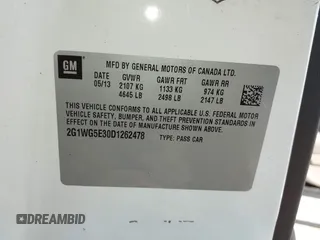 GM
MFD BY GENERAL MOTORS OF CANADA LTD.
DATE GVWR GAWR FRT GAWR RR
05/13 2107 KG 1133 KG 974 KG
4645 LB 2498 LB 2147 LB
THIS VEHICLE CONFORMS TO ALL APPLICABLE U.S. FEDERAL MOTOR
VEHICLE SAFETY, BUMPER, AND THEFT PREVENTION STANDARDS
IN EFFECT ON THE DATE OF MANUFACTURE SHOWN ABOVE.
2G1WG5E30D1262478 TYPE: PASS CAR
DREAMBID